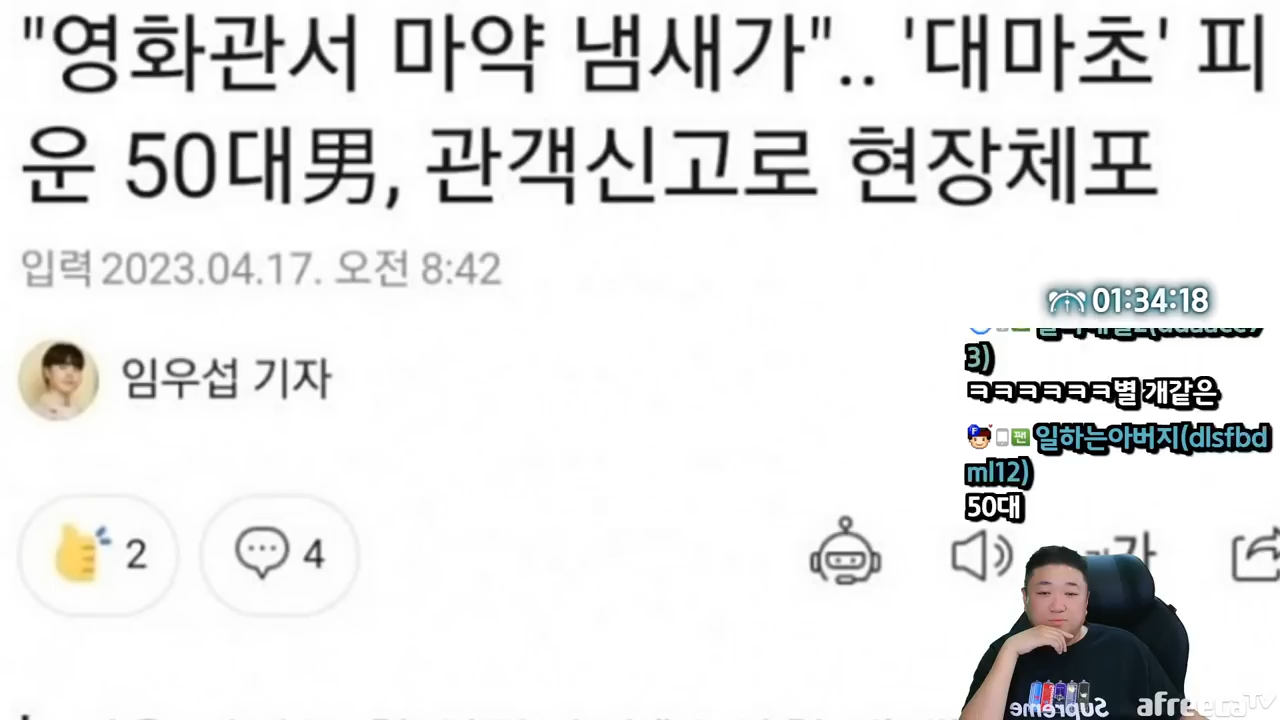 "영화관서 마약 냄새가".. '대마초' 피
운 50대男, 관객신고로 현장체포
입력 2023.04.17. 오전 8:42
01:34:18
3)
임우섭 기자
ㅋㅋㅋㅋㅋㅋ별 개같은
팬 일하는아버지(dlsfbd
ml12)
50대
2
4
가
Supreme
afreecaTV